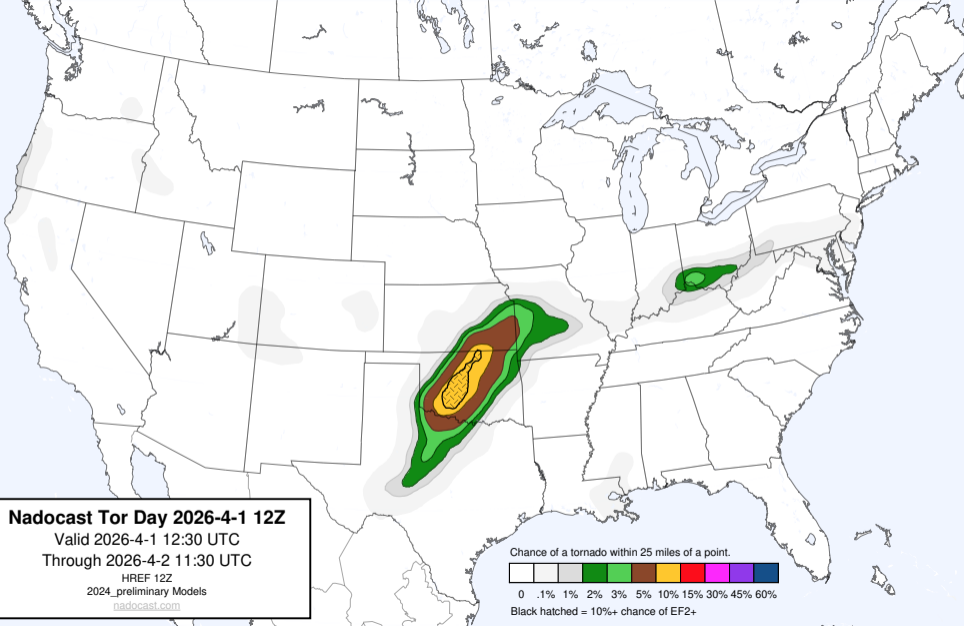 Nadocast Tor Day 2026-4-1 12Z
Valid 2026-4-1 12:30 UTC
Through 2026-4-2 11:30 UTC
HREF 12Z
2024_preliminary Models
nadocast.com
Chance of a tornado within 25 miles of a point.
0 .1% 1% 2% 3% 5% 10% 15% 30% 45% 60%
Black hatched = 10%+ chance of EF2+